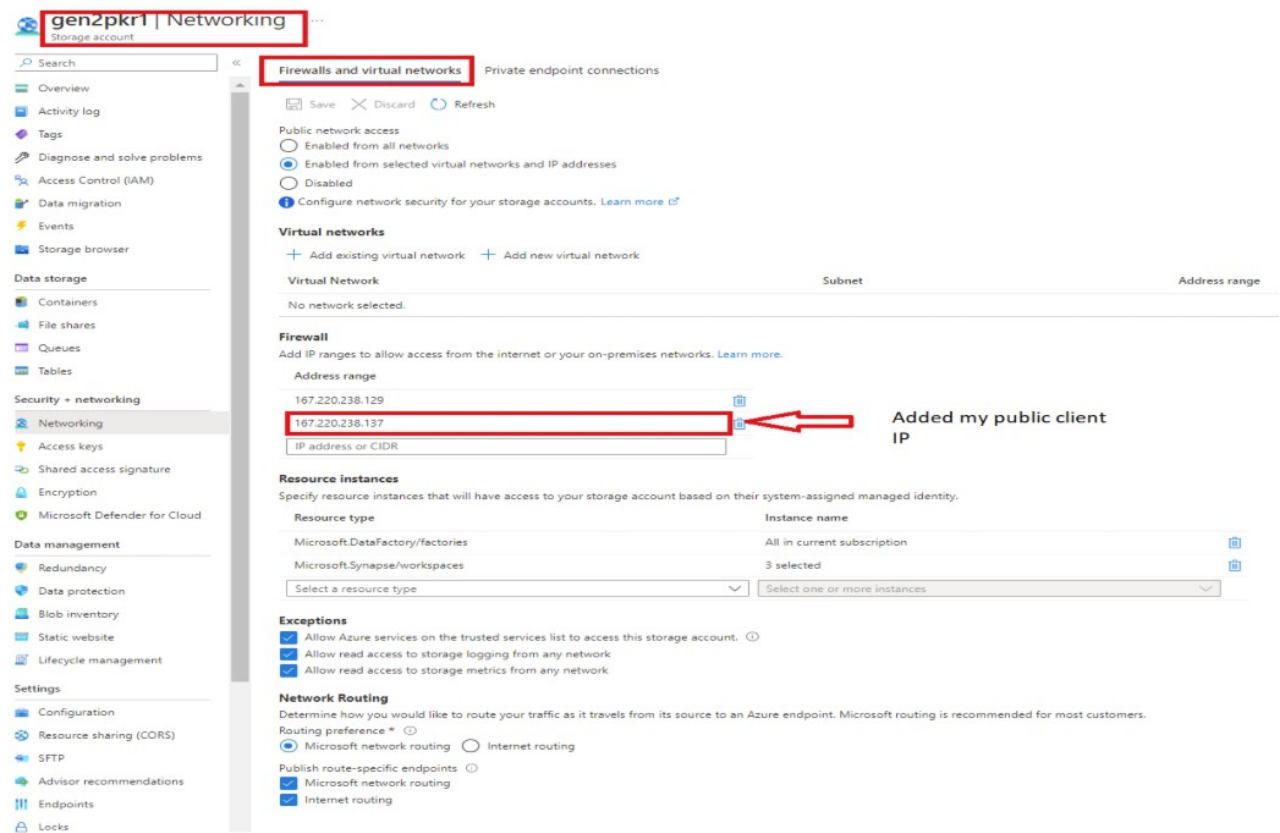 gen2pkr1 | Networking ...
Storage account
Search
«
Overview
Activity log
Tags
Diagnose and solve problems
Access Control (IAM)
Data migration
Events
Storage browser
Data storage
Containers
File shares
Queues
Tables
Security + networking
Networking
Access keys
Shared access signature
Encryption
Microsoft Defender for Cloud
Data management
Redundancy
Data protection
Blob inventory
Static website
Lifecycle management
Settings
Configuration
Resource sharing (CORS)
SFTP
Advisor recommendations
Endpoints
Locks
Firewalls and virtual networks Private endpoint connections
Save Discard Refresh
Public network access
Enabled from all networks
Enabled from selected virtual networks and IP addresses
Disabled
Configure network security for your storage accounts. Learn more
Virtual networks
+ Add existing virtual network + Add new virtual network
Virtual Network Subnet Address range
No network selected.
Firewall
Add IP ranges to allow access from the internet or your on-premises networks. Learn more.
Address range
167.220.238.129
167.220.238.137
IP address or CIDR
Added my public client
IP
Resource instances
Specify resource instances that will have access to your storage account based on their system-assigned managed identity.
Resource type Instance name
Microsoft.DataFactory/factories All in current subscription
Microsoft.Synapse/workspaces 3 selected
Select a resource type Select one or more instances
Exceptions
Allow Azure services on the trusted services list to access this storage account.
Allow read access to storage logging from any network
Allow read access to storage metrics from any network
Network Routing
Determine how you would like to route your traffic as it travels from its source to an Azure endpoint. Microsoft routing is recommended for most customers.
Routing preference *
Microsoft network routing Internet routing
Publish route-specific endpoints
Microsoft network routing
Internet routing